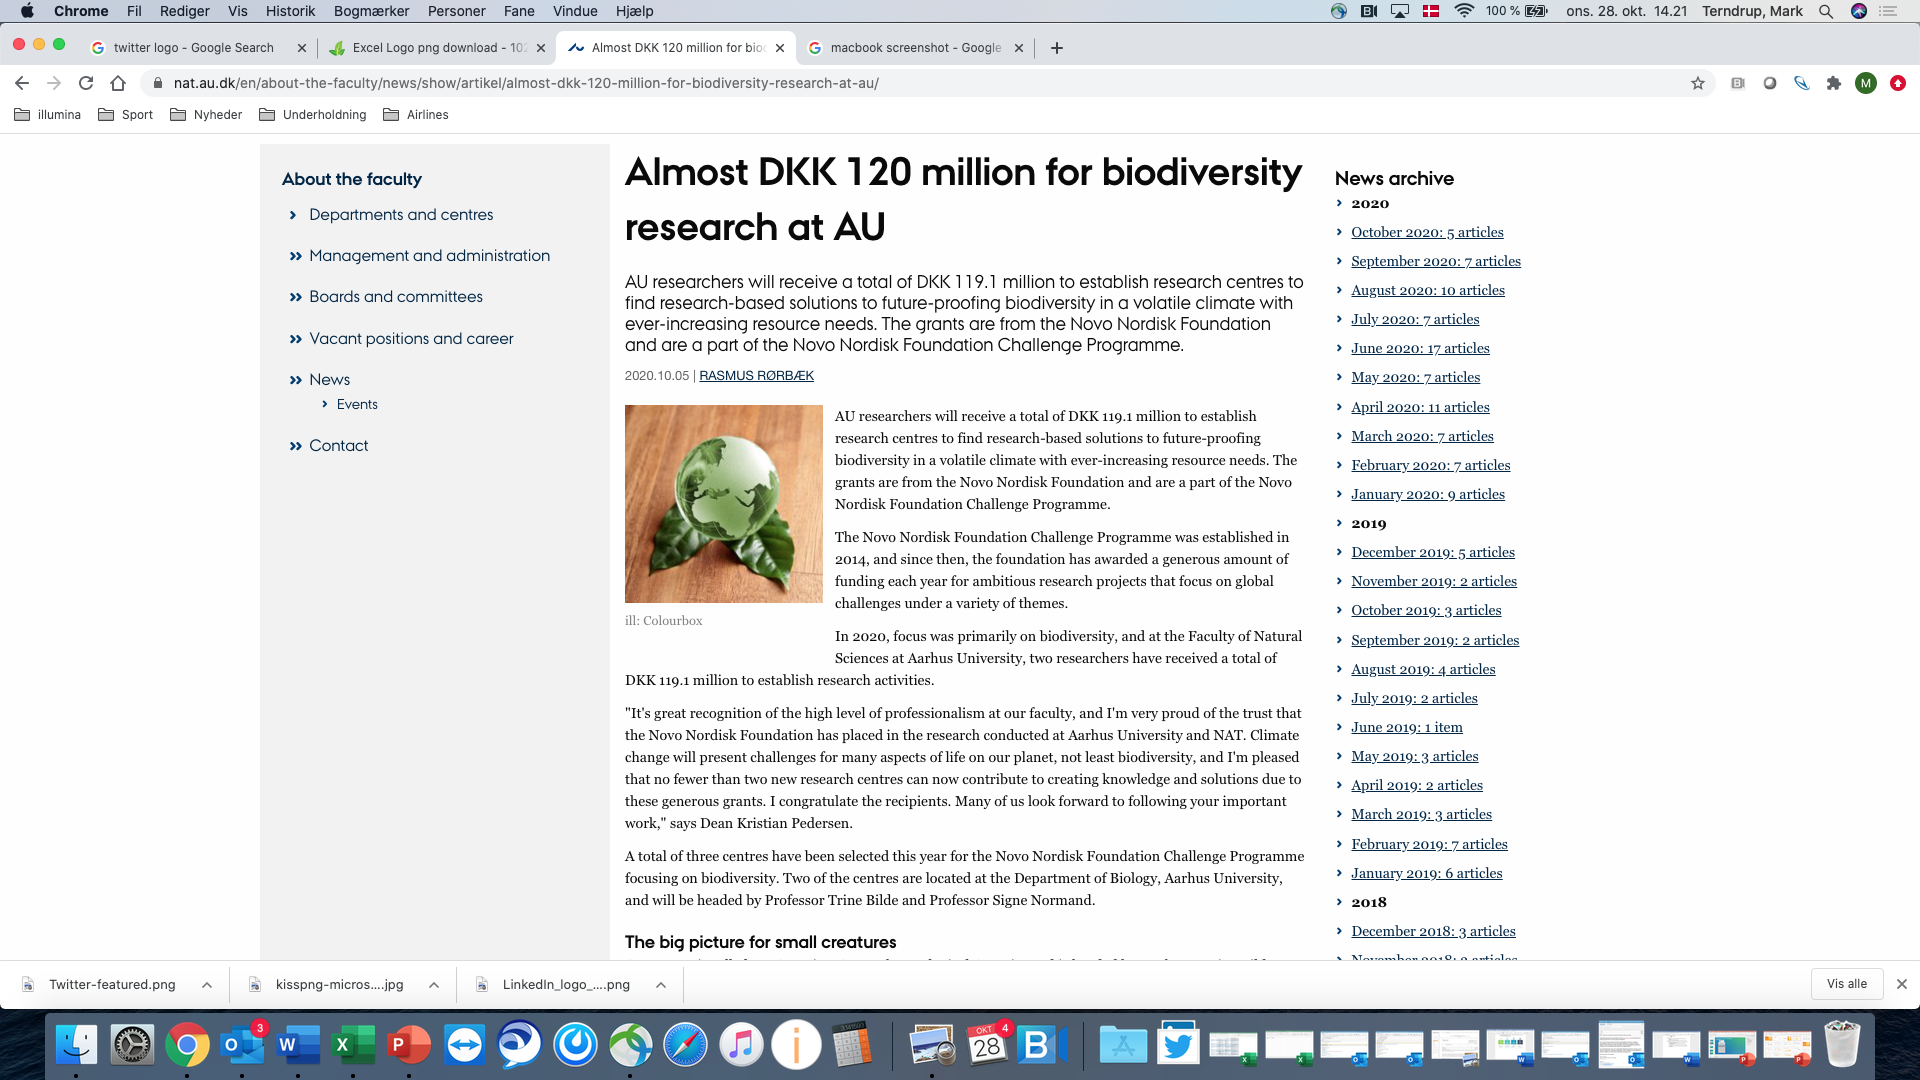 Chrome Fil Rediger Vis Historik Bogmærker Personer Fane Vindue Hjælp 100 % ons. 28. okt. 14.21 Terndrup, Mark
twitter logo - Google Search
Excel Logo png download - 102
Almost DKK 120 million for biod
macbook screenshot - Google
nat.au.dk/en/about-the-faculty/news/show/artikel/almost-dkk-120-million-for-biodiversity-research-at-au/
M
illumina Sport Nyheder Underholdning Airlines
About the faculty
Departments and centres
Management and administration
Boards and committees
Vacant positions and career
News
Events
Contact
Almost DKK 120 million for biodiversity
research at AU
AU researchers will receive a total of DKK 119.1 million to establish research centres to
find research-based solutions to future-proofing biodiversity in a volatile climate with
ever-increasing resource needs. The grants are from the Novo Nordisk Foundation
and are a part of the Novo Nordisk Foundation Challenge Programme.
2020.10.05 | RASMUS RØRBÆK
AU researchers will receive a total of DKK 119.1 million to establish
research centres to find research-based solutions to future-proofing
biodiversity in a volatile climate with ever-increasing resource needs. The
grants are from the Novo Nordisk Foundation and are a part of the Novo
Nordisk Foundation Challenge Programme.
The Novo Nordisk Foundation Challenge Programme was established in
2014, and since then, the foundation has awarded a generous amount of
funding each year for ambitious research projects that focus on global
challenges under a variety of themes.
ill: Colourbox
In 2020, focus was primarily on biodiversity, and at the Faculty of Natural
Sciences at Aarhus University, two researchers have received a total of
DKK 119.1 million to establish research activities.
"It's great recognition of the high level of professionalism at our faculty, and I'm very proud of the trust that
the Novo Nordisk Foundation has placed in the research conducted at Aarhus University and NAT. Climate
change will present challenges for many aspects of life on our planet, not least biodiversity, and I'm pleased
that no fewer than two new research centres can now contribute to creating knowledge and solutions due to
these generous grants. I congratulate the recipients. Many of us look forward to following your important
work," says Dean Kristian Pedersen.
A total of three centres have been selected this year for the Novo Nordisk Foundation Challenge Programme
focusing on biodiversity. Two of the centres are located at the Department of Biology, Aarhus University,
and will be headed by Professor Trine Bilde and Professor Signe Normand.
The big picture for small creatures
News archive
2020
October 2020: 5 articles
September 2020: 7 articles
August 2020: 10 articles
July 2020: 7 articles
June 2020: 17 articles
May 2020: 7 articles
April 2020: 11 articles
March 2020: 7 articles
February 2020: 7 articles
January 2020: 9 articles
2019
December 2019: 5 articles
November 2019: 2 articles
October 2019: 3 articles
September 2019: 2 articles
August 2019: 4 articles
July 2019: 2 articles
June 2019: 1 item
May 2019: 3 articles
April 2019: 2 articles
March 2019: 3 articles
February 2019: 7 articles
January 2019: 6 articles
2018
December 2018: 3 articles
Twitter-featured.png
kisspng-micros....jpg
LinkedIn_logo_....png
Vis alle
3
OKT
28
4